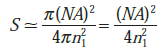 S ≃ π(NA)² / 4πn₁² = (NA)² / 4n₁²